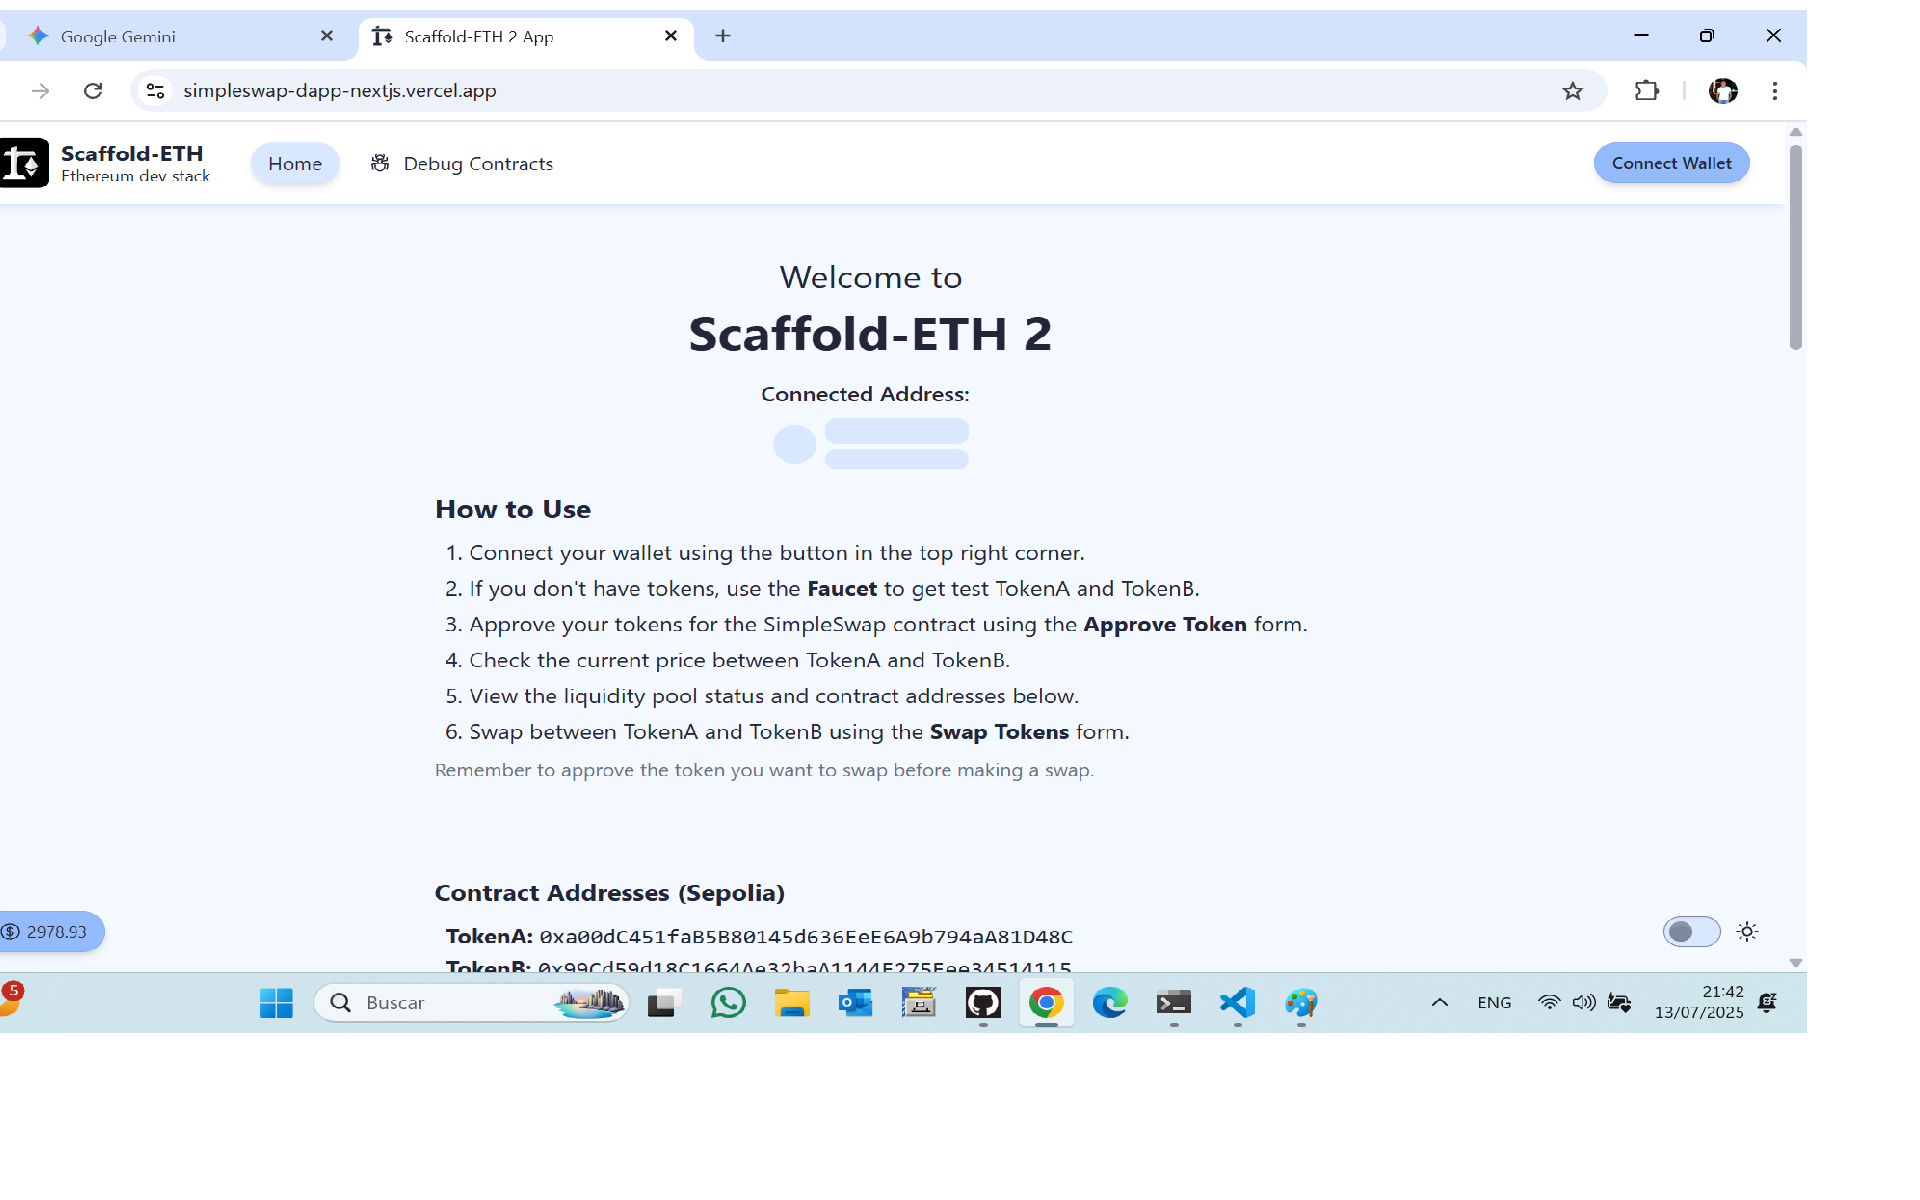 Google Gemini
Scaffold-ETH 2 App
simpleswap-dapp-nextjs.vercel.app
Scaffold-ETH
Ethereum dev stack
Home
Debug Contracts
Connect Wallet
Welcome to
Scaffold-ETH 2
Connected Address:
How to Use
1. Connect your wallet using the button in the top right corner.
2. If you don't have tokens, use the Faucet to get test TokenA and TokenB.
3. Approve your tokens for the SimpleSwap contract using the Approve Token form.
4. Check the current price between TokenA and TokenB.
5. View the liquidity pool status and contract addresses below.
6. Swap between TokenA and TokenB using the Swap Tokens form.
Remember to approve the token you want to swap before making a swap.
Contract Addresses (Sepolia)
2978.93
TokenA: 0xa00dC451faB5B80145d636EeE6A9b794aA81D48C
TokenB: 0x99Cd59d18C1664Ae32baA1144E275Eee34514115
5
Buscar
ENG
21:42
13/07/2025